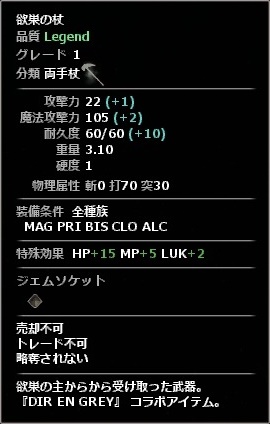 欲巣の杖
品質 Legend
グレード 1
分類 両手杖
攻撃力 22 (+1)
魔法攻撃力 105 (+2)
耐久度 60/60 (+10)
重量 3.10
硬度 1
物理属性 斬0 打70 突30
装備条件 全種族
MAG PRI BIS CLO ALC
特殊効果 HP+15 MP+5 LUK+2
ジェムソケット
売却不可
トレード不可
略奪されない
欲巣の主からから受け取った武器。
『DIR EN GREY』 コラボアイテム。